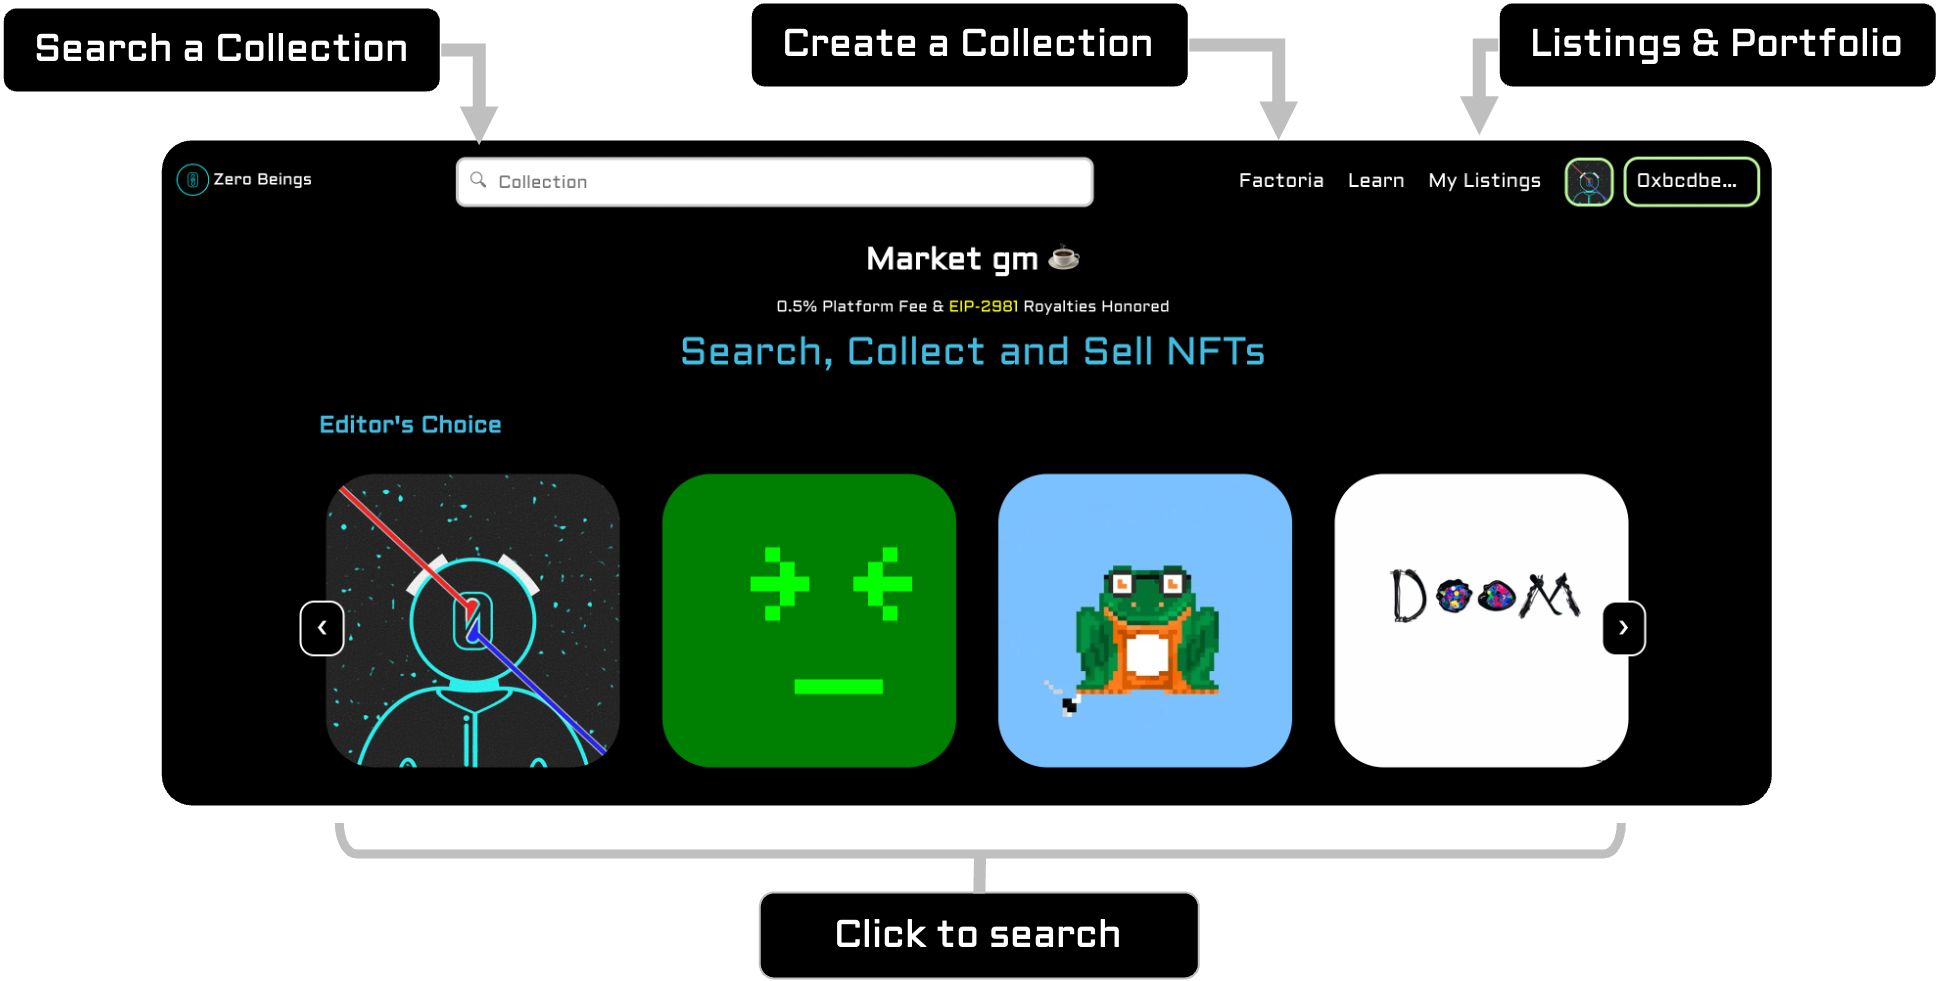 Search a Collection
Create a Collection
Listings & Portfolio
Zero Beings
Collection
Factoria
Learn
My Listings
0xbcdbe...
Market gm ☕
0.5% Platform Fee & EIP-2981 Royalties Honored
Search, Collect and Sell NFTs
Editor's Choice
DOOM
Click to search